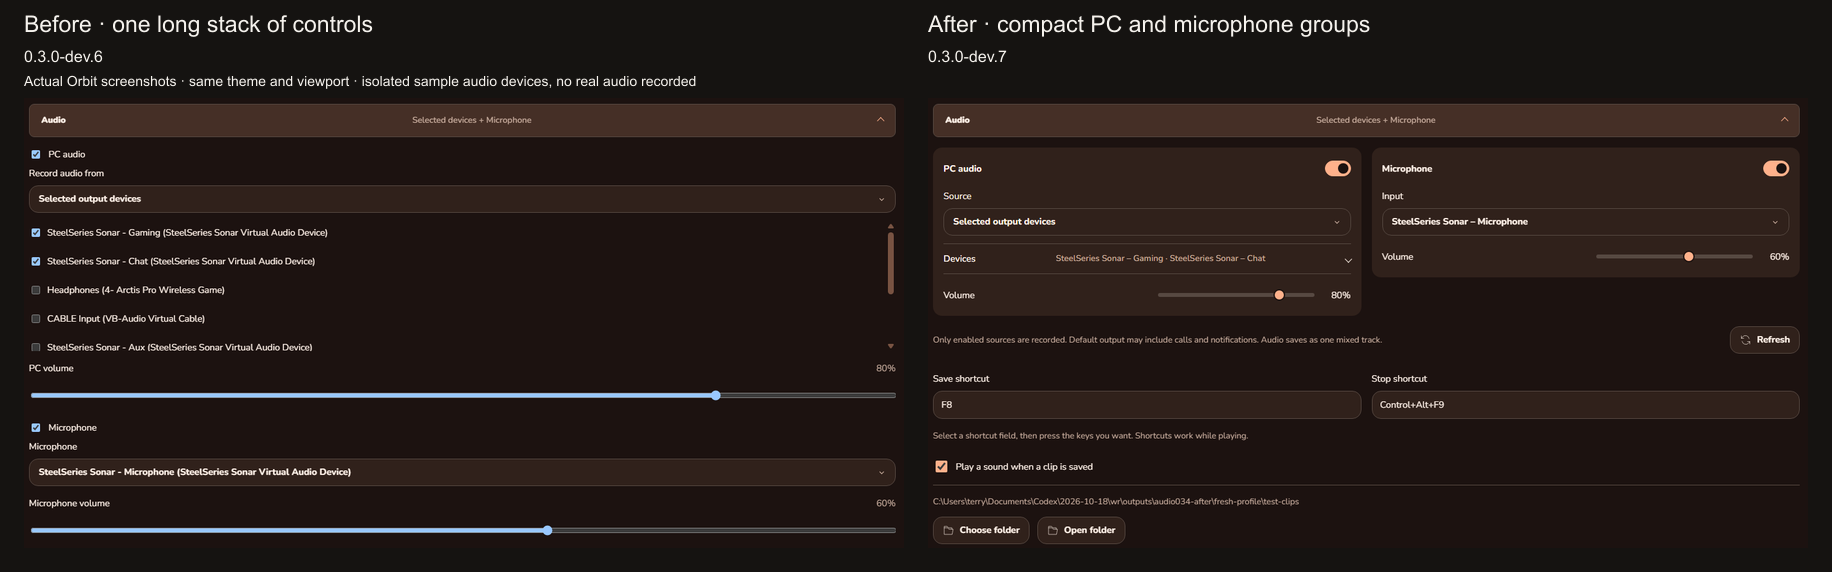 Before · one long stack of controls
0.3.0-dev.6
Actual Orbit screenshots · same theme and viewport · isolated sample audio devices, no real audio recorded
Audio
Selected devices + Microphone
PC audio
Record audio from
Selected output devices
SteelSeries Sonar - Gaming (SteelSeries Sonar Virtual Audio Device)
SteelSeries Sonar - Chat (SteelSeries Sonar Virtual Audio Device)
Headphones (4- Arctis Pro Wireless Game)
CABLE Input (VB-Audio Virtual Cable)
SteelSeries Sonar - Aux (SteelSeries Sonar Virtual Audio Device)
PC volume 80%
Microphone
Microphone
SteelSeries Sonar - Microphone (SteelSeries Sonar Virtual Audio Device)
Microphone volume 60%
After · compact PC and microphone groups
0.3.0-dev.7
Audio
Selected devices + Microphone
PC audio
Source
Selected output devices
Devices SteelSeries Sonar – Gaming · SteelSeries Sonar – Chat
Volume 80%
Microphone
Input
SteelSeries Sonar – Microphone
Volume 60%
Only enabled sources are recorded. Default output may include calls and notifications. Audio saves as one mixed track.
Refresh
Save shortcut
F8
Stop shortcut
Control+Alt+F9
Select a shortcut field, then press the keys you want. Shortcuts work while playing.
Play a sound when a clip is saved
C:\Users\terry\Documents\Codex\2026-10-18\wr\outputs\audio034-after\fresh-profile\test-clips
Choose folder
Open folder